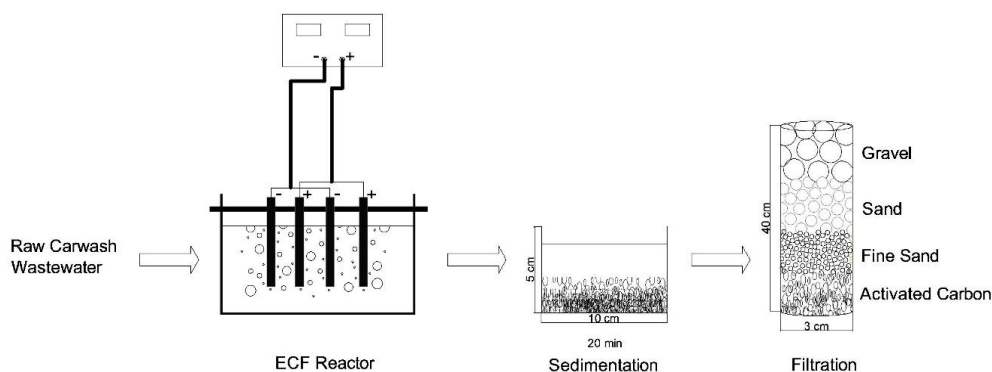 - +
- + - +
Raw Carwash
Wastewater
ECF Reactor
5 cm
10 cm
20 min
Sedimentation
40 cm
Gravel
Sand
Fine Sand
Activated Carbon
3 cm
Filtration